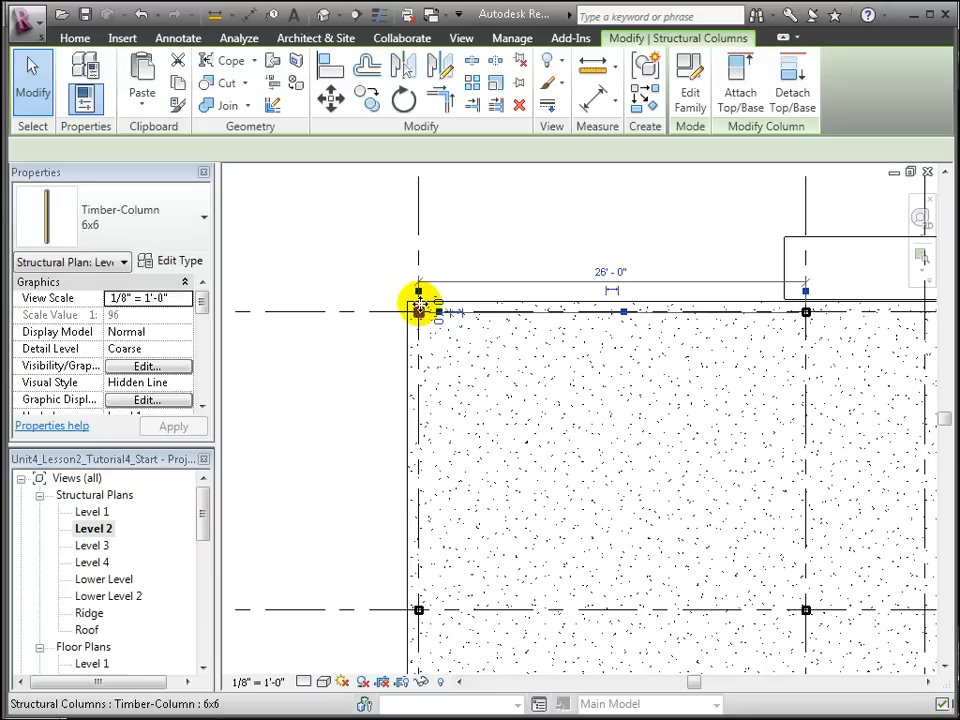 Autodesk Re...
Type a keyword or phrase
Home Insert Annotate Analyze Architect & Site Collaborate View Manage Add-Ins Modify | Structural Columns
Modify
Paste
Cope
Cut
Join
Edit
Family
Attach
Top/Base
Detach
Top/Base
Select Properties Clipboard Geometry Modify View Measure Create Mode Modify Column
Properties
Timber-Column
6x6
Structural Plan: Leve
Edit Type
Graphics
View Scale 1/8" = 1'-0"
Scale Value 1: 96
Display Model Normal
Detail Level Coarse
Visibility/Grap... Edit...
Visual Style Hidden Line
Graphic Displ... Edit...
Properties help
Apply
26' - 0"
Unit4_Lesson2_Tutorial4_Start - Proj...
Views (all)
Structural Plans
Level 1
Level 2
Level 3
Level 4
Lower Level
Lower Level 2
Ridge
Roof
Floor Plans
Level 1
1/8" = 1'-0"
Structural Columns : Timber-Column : 6x6
Main Model